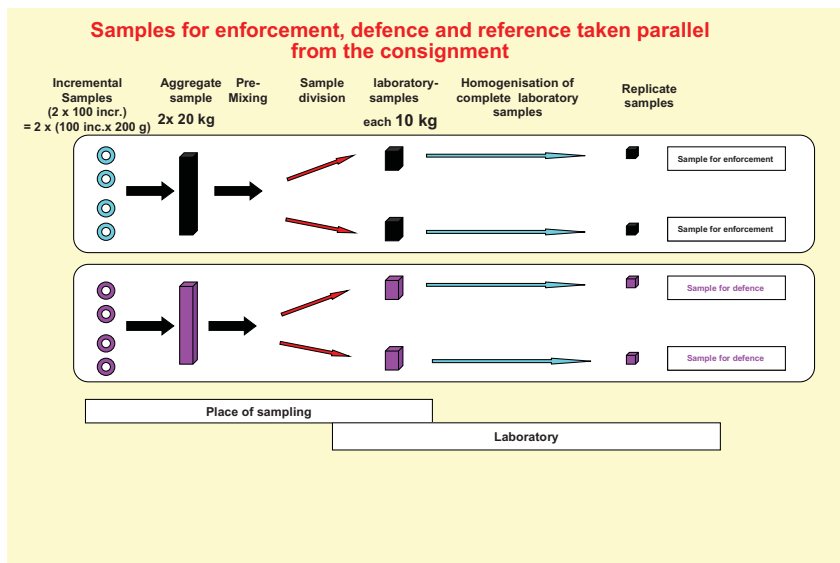 Samples for enforcement, defence and reference taken parallel
from the consignment
Incremental
Samples
(2 x 100 incr.)
= 2 x (100 inc.x 200 g)
Aggregate
sample
2x 20 kg
Pre-
Mixing
Sample
division
laboratory-
samples
each 10 kg
Homogenisation of
complete laboratory
samples
Replicate
samples
Sample for enforcement
Sample for enforcement
Sample for defence
Sample for defence
Place of sampling
Laboratory